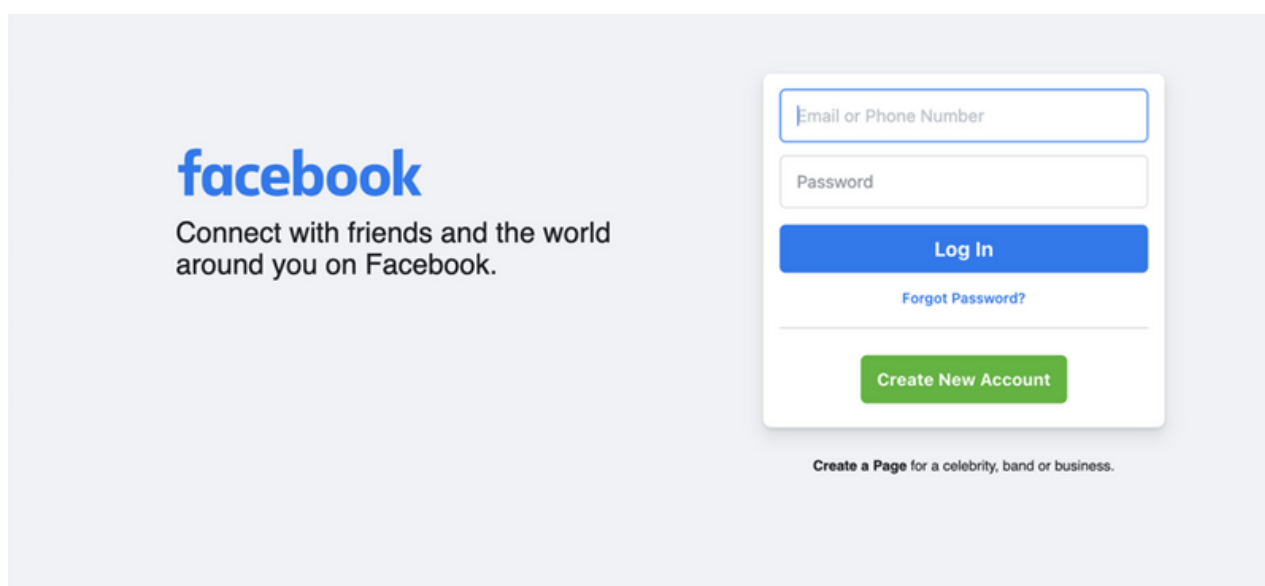 facebook
Connect with friends and the world
around you on Facebook.
Email or Phone Number
Password
Log In
Forgot Password?
Create New Account
Create a Page for a celebrity, band or business.